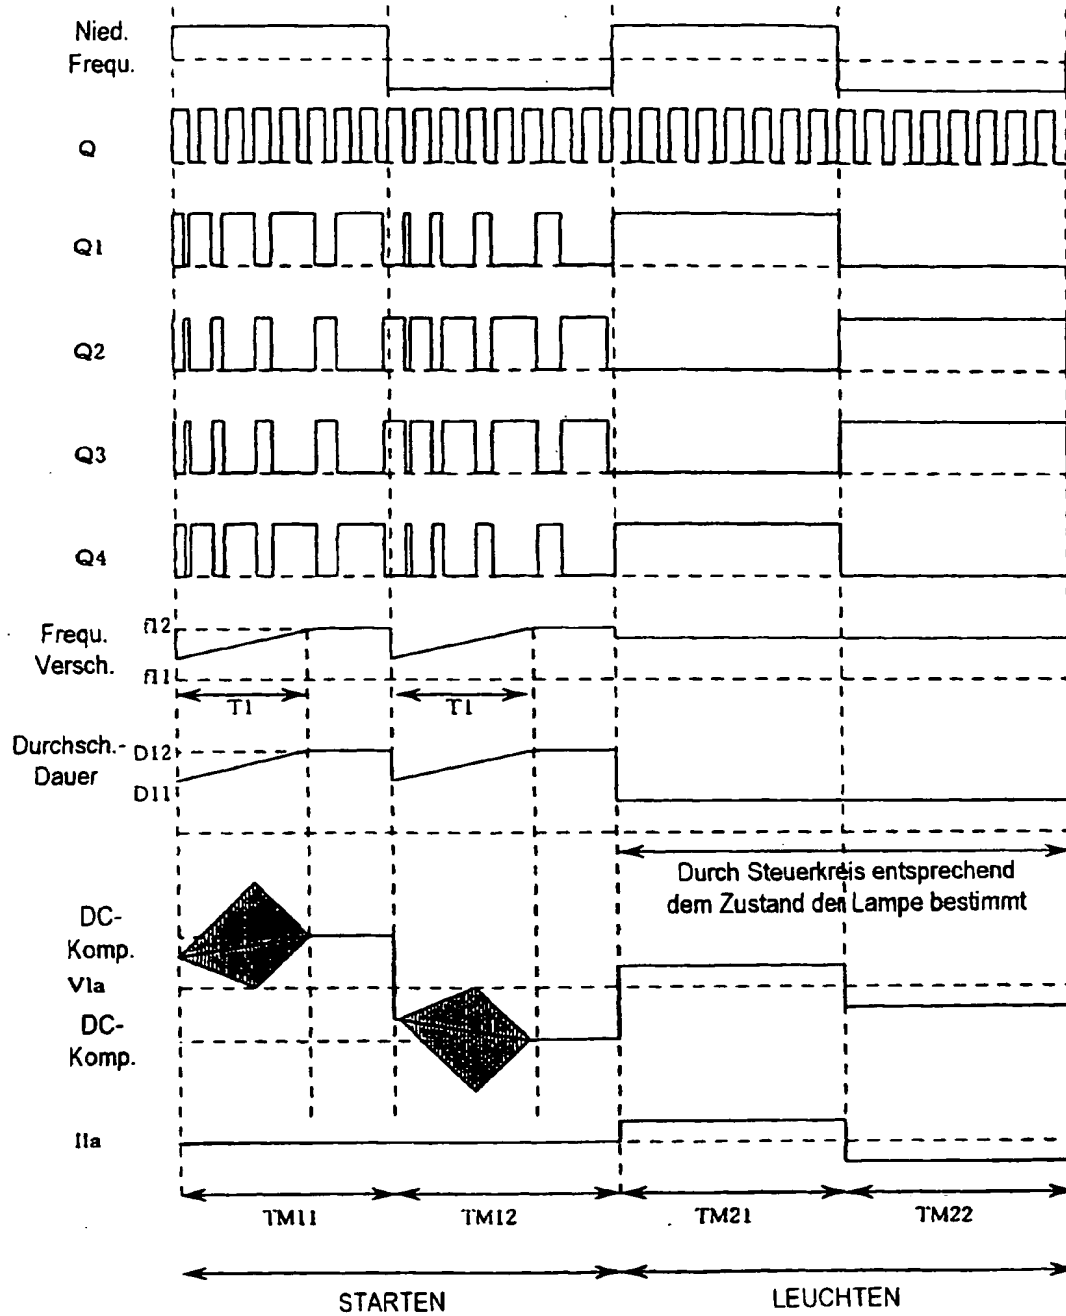 Nied.
Frequ.
Q
Q1
Q2
Q3
Q4
Frequ.
Versch.
f12
f11
T1
T1
Durchsch.-
Dauer
D12
D11
Durch Steuerkreis entsprechend
dem Zustand der Lampe bestimmt
DC-
Komp.
Vla
DC-
Komp.
Ila
TM11
TM12
TM21
TM22
STARTEN
LEUCHTEN